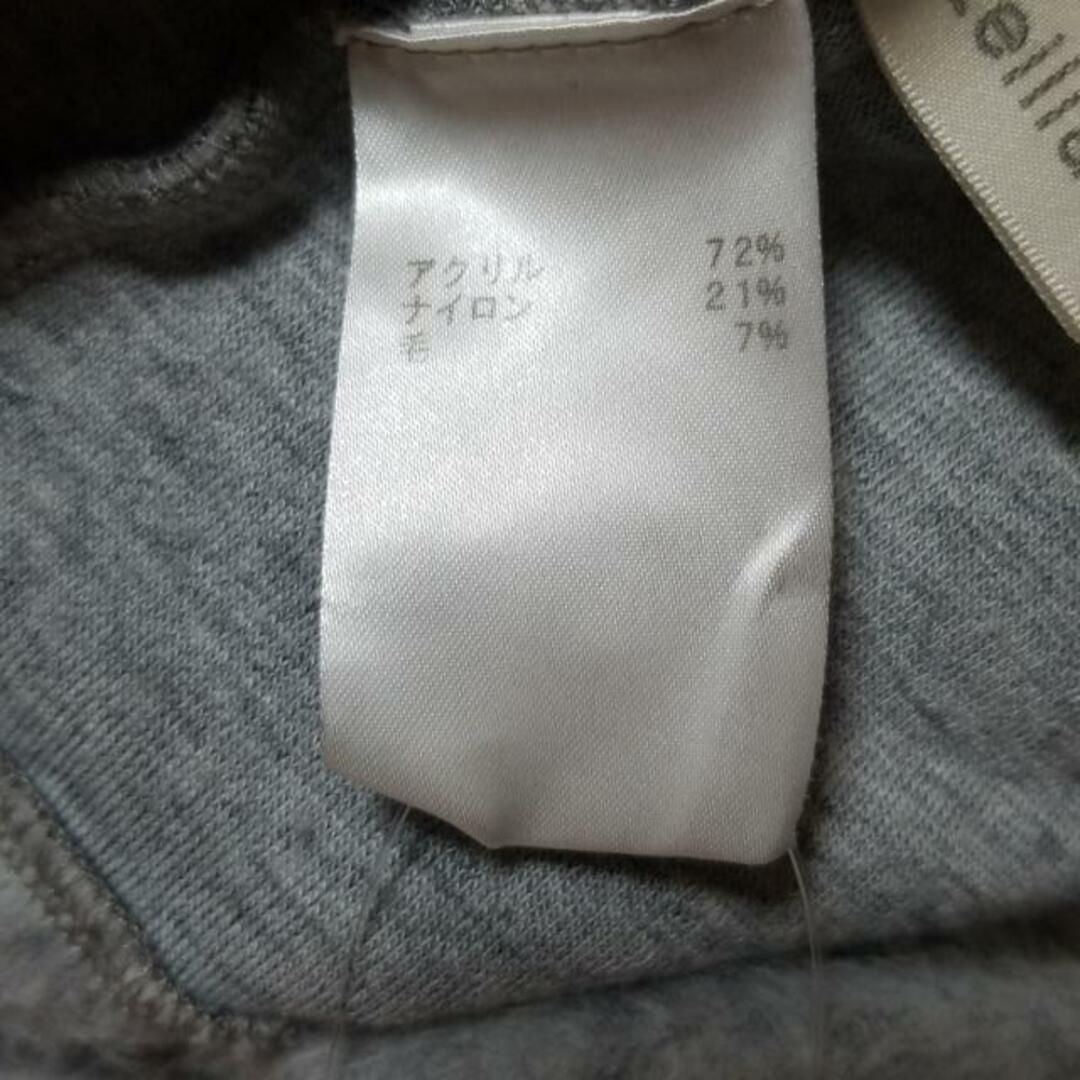 アクリル 72%
ナイロン 21%
毛 7%